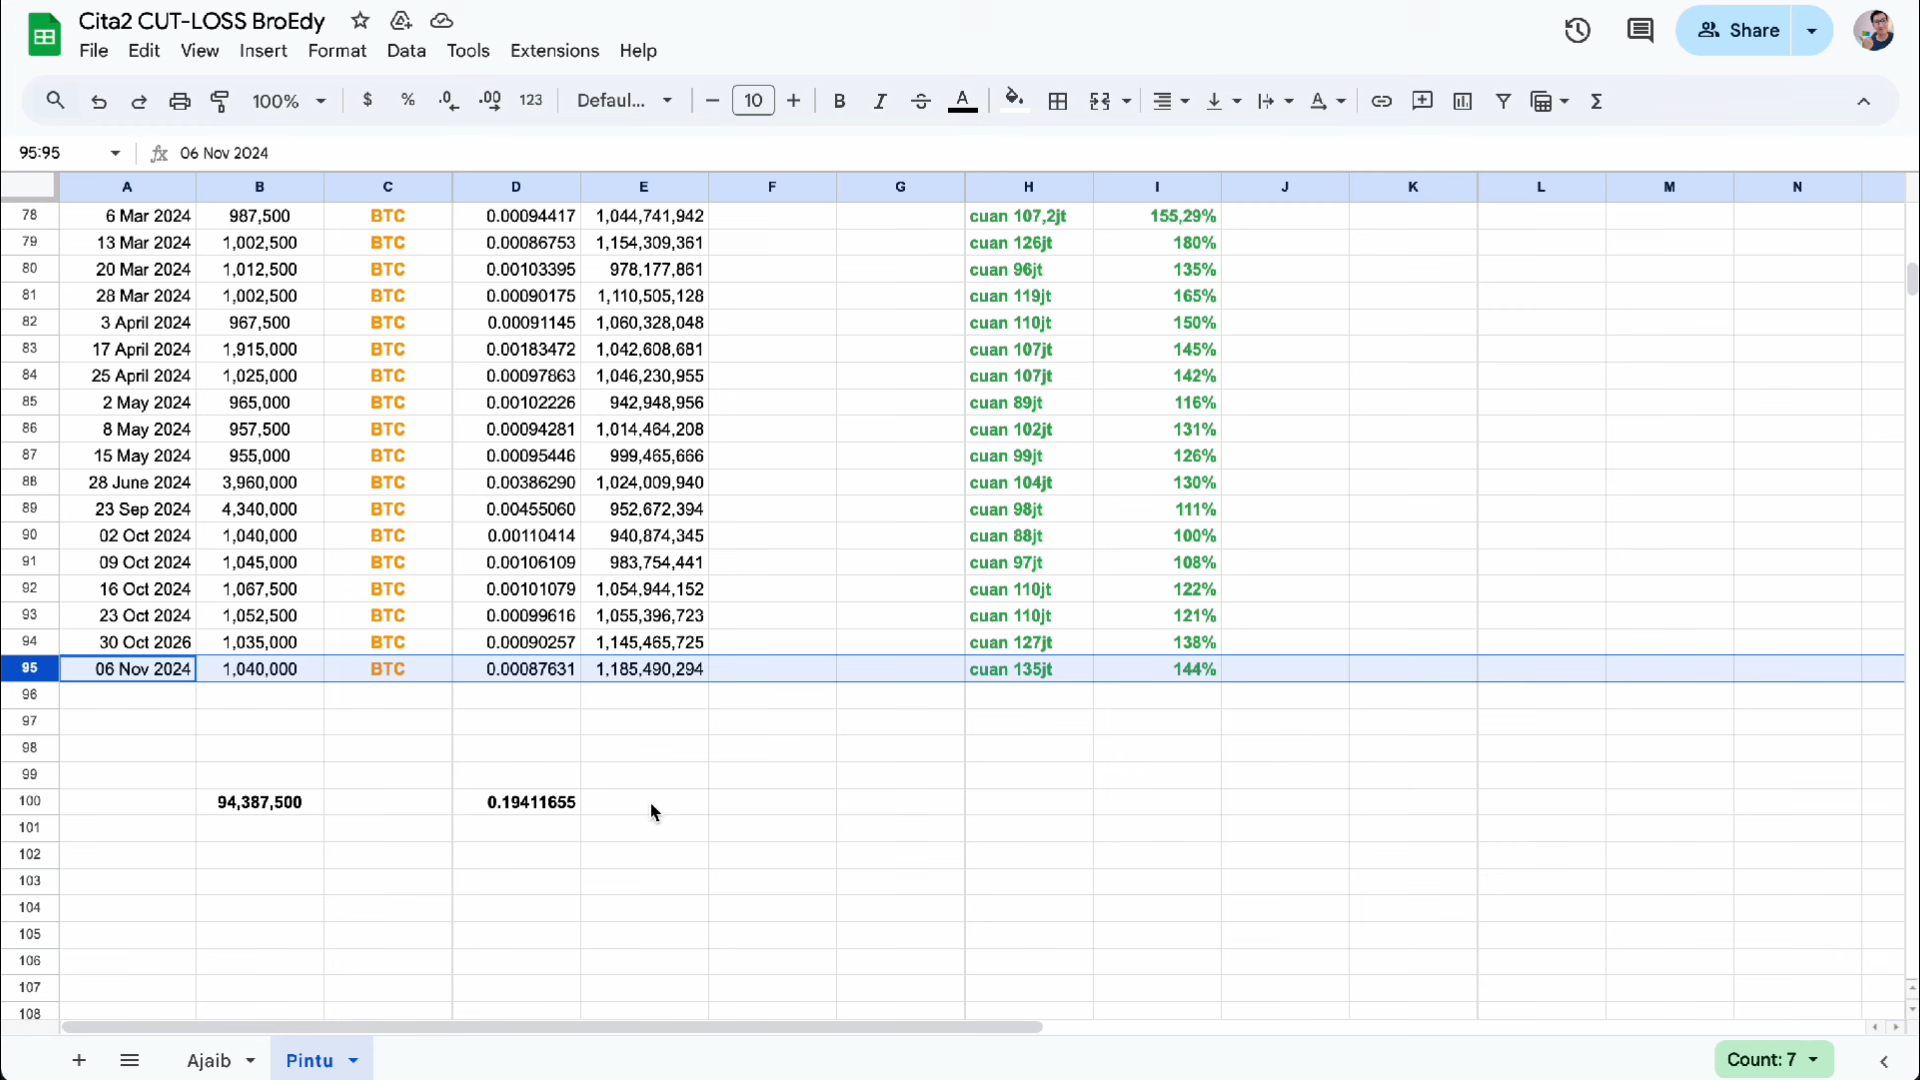 Cita2 CUT-LOSS BroEdy
File Edit View Insert Format Data Tools Extensions Help
Share
100% $ % .0 .00 123 Defaul... 10 B I S A
95:95 fx 06 Nov 2024
A B C D E F G H I J K L M N
78 6 Mar 2024 987,500 BTC 0.00094417 1,044,741,942 cuan 107,2jt 155,29%
79 13 Mar 2024 1,002,500 BTC 0.00086753 1,154,309,361 cuan 126jt 180%
80 20 Mar 2024 1,012,500 BTC 0.00103395 978,177,861 cuan 96jt 135%
81 28 Mar 2024 1,002,500 BTC 0.00090175 1,110,505,128 cuan 119jt 165%
82 3 April 2024 967,500 BTC 0.00091145 1,060,328,048 cuan 110jt 150%
83 17 April 2024 1,915,000 BTC 0.00183472 1,042,608,681 cuan 107jt 145%
84 25 April 2024 1,025,000 BTC 0.00097863 1,046,230,955 cuan 107jt 142%
85 2 May 2024 965,000 BTC 0.00102226 942,948,956 cuan 89jt 116%
86 8 May 2024 957,500 BTC 0.00094281 1,014,464,208 cuan 102jt 131%
87 15 May 2024 955,000 BTC 0.00095446 999,465,666 cuan 99jt 126%
88 28 June 2024 3,960,000 BTC 0.00386290 1,024,009,940 cuan 104jt 130%
89 23 Sep 2024 4,340,000 BTC 0.00455060 952,672,394 cuan 98jt 111%
90 02 Oct 2024 1,040,000 BTC 0.00110414 940,874,345 cuan 88jt 100%
91 09 Oct 2024 1,045,000 BTC 0.00106109 983,754,441 cuan 97jt 108%
92 16 Oct 2024 1,067,500 BTC 0.00101079 1,054,944,152 cuan 110jt 122%
93 23 Oct 2024 1,052,500 BTC 0.00099616 1,055,396,723 cuan 110jt 121%
94 30 Oct 2026 1,035,000 BTC 0.00090257 1,145,465,725 cuan 127jt 138%
95 06 Nov 2024 1,040,000 BTC 0.00087631 1,185,490,294 cuan 135jt 144%
96
97
98
99
100 94,387,500 0.19411655
101
102
103
104
105
106
107
108
Ajaib Pintu Count: 7